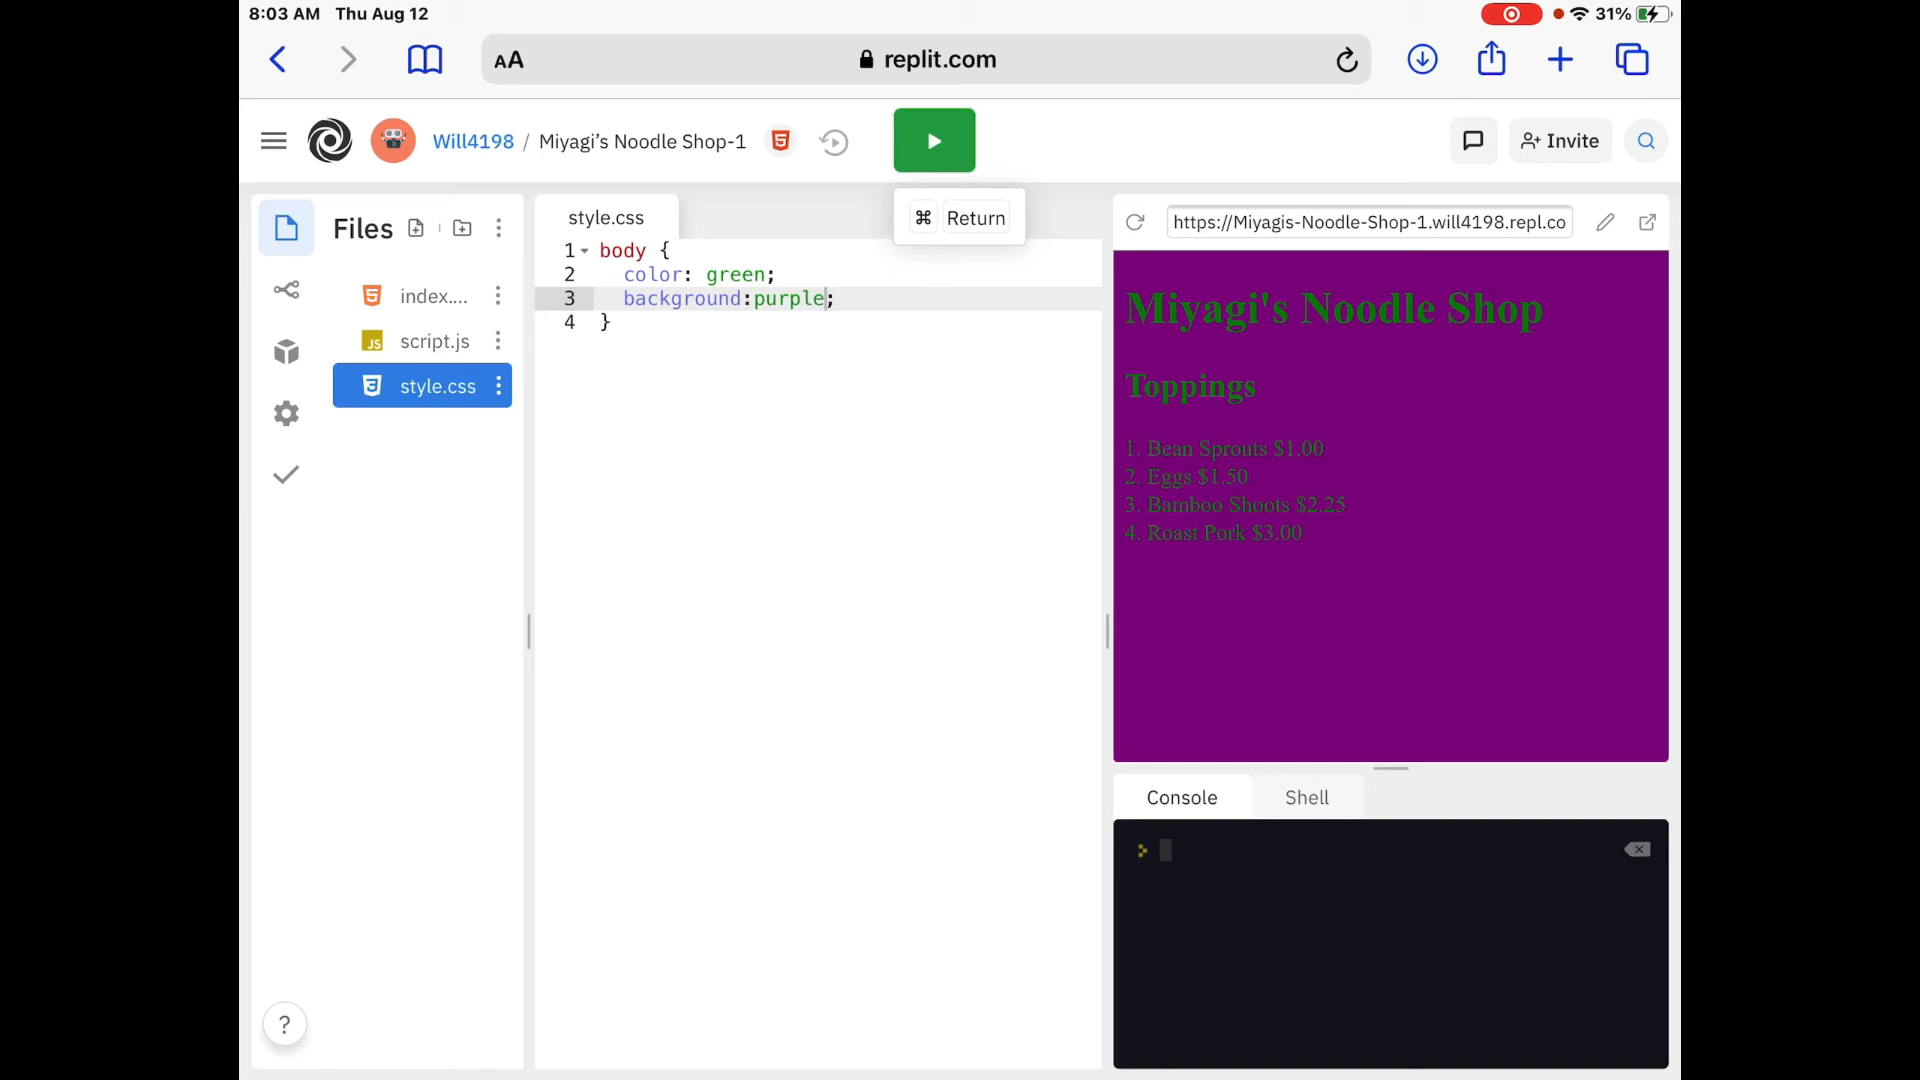 8:03 AM Thu Aug 12
31%
AA
replit.com
Will4198 / Miyagi’s Noodle Shop-1
Invite
⌘ Return
Files
index....
script.js
style.css
style.css
1 body {
2 color: green;
3 background:purple;
4 }
https://Miyagis-Noodle-Shop-1.will4198.repl.co
Miyagi's Noodle Shop
Toppings
1. Bean Sprouts $1.00
2. Eggs $1.50
3. Bamboo Shoots $2.25
4. Roast Pork $3.00
Console Shell
>
?